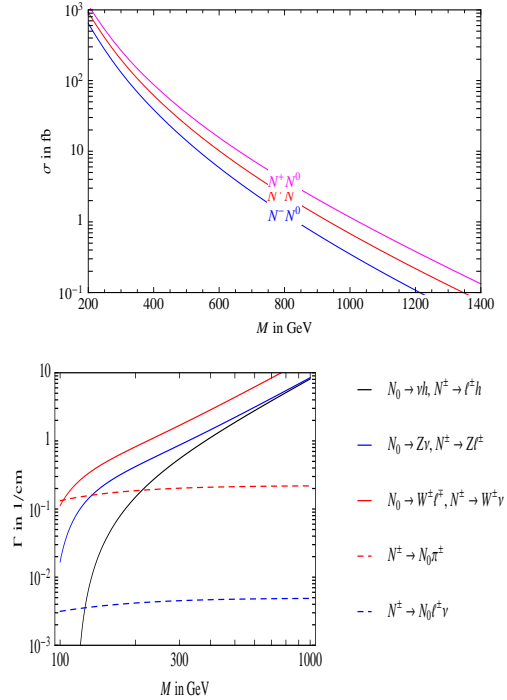 10³
10²
10
1
10⁻¹
σ in fb
N⁺N⁰
N⁻N⁰
200 400 600 800 1000 1200 1400
M in GeV
10
1
10⁻¹
10⁻²
10⁻³
Γ in 1/cm
100 300 1000
M in GeV
N₀ → νh, N± → ℓ±h
N₀ → Zν, N± → Zℓ±
N₀ → W±ℓ∓, N± → W±ν
N± → N₀π±
N± → N₀ℓ±ν